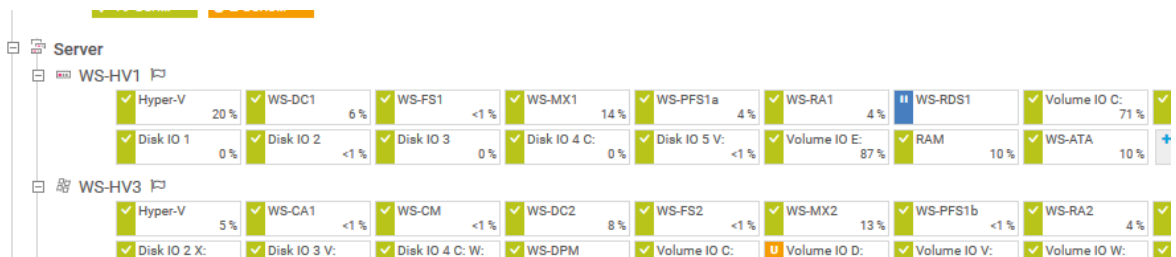 Server
WS-HV1
Hyper-V WS-DC1 WS-FS1 WS-MX1 WS-PFS1a WS-RA1 WS-RDS1 Volume IO C:
20 % 6 % <1 % 14 % 4 % 4 % 71 %
Disk IO 1 Disk IO 2 Disk IO 3 Disk IO 4 C: Disk IO 5 V: Volume IO E: RAM WS-ATA
0 % <1 % 0 % 0 % <1 % 87 % 10 % 10 %
WS-HV3
Hyper-V WS-CA1 WS-CM WS-DC2 WS-FS2 WS-MX2 WS-PFS1b WS-RA2
5 % <1 % <1 % 8 % <1 % 13 % <1 % 4 %
Disk IO 2 X: Disk IO 3 V: Disk IO 4 C: W: WS-DPM Volume IO C: U Volume IO D: Volume IO V: Volume IO W: